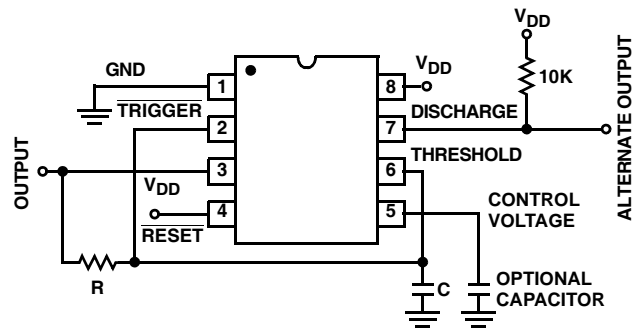 V_DD
GND
1
8
V_DD
10K
TRIGGER
DISCHARGE
2
7
THRESHOLD
OUTPUT
V_DD
3
6
ALTERNATE OUTPUT
4
5
CONTROL
VOLTAGE
RESET
R
C
OPTIONAL
CAPACITOR